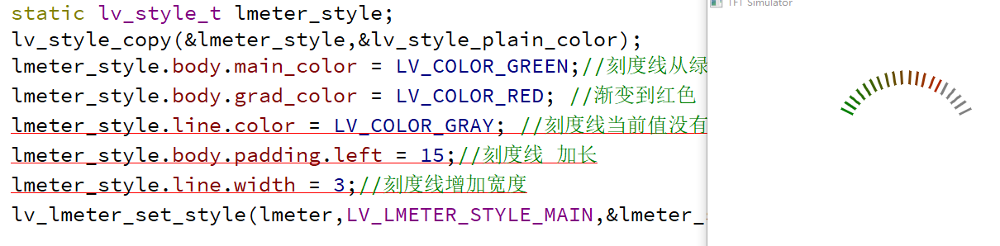 static lv_style_t lmeter_style;
lv_style_copy(&lmeter_style,&lv_style_plain_color);
lmeter_style.body.main_color = LV_COLOR_GREEN;//刻度线从绿
lmeter_style.body.grad_color = LV_COLOR_RED; //渐变到红色
lmeter_style.line.color = LV_COLOR_GRAY; //刻度线当前值没有
lmeter_style.body.padding.left = 15;//刻度线 加长
lmeter_style.line.width = 3;//刻度线增加宽度
lv_lmeter_set_style(lmeter,LV_LMETER_STYLE_MAIN,&lmeter_
TFT Simulator